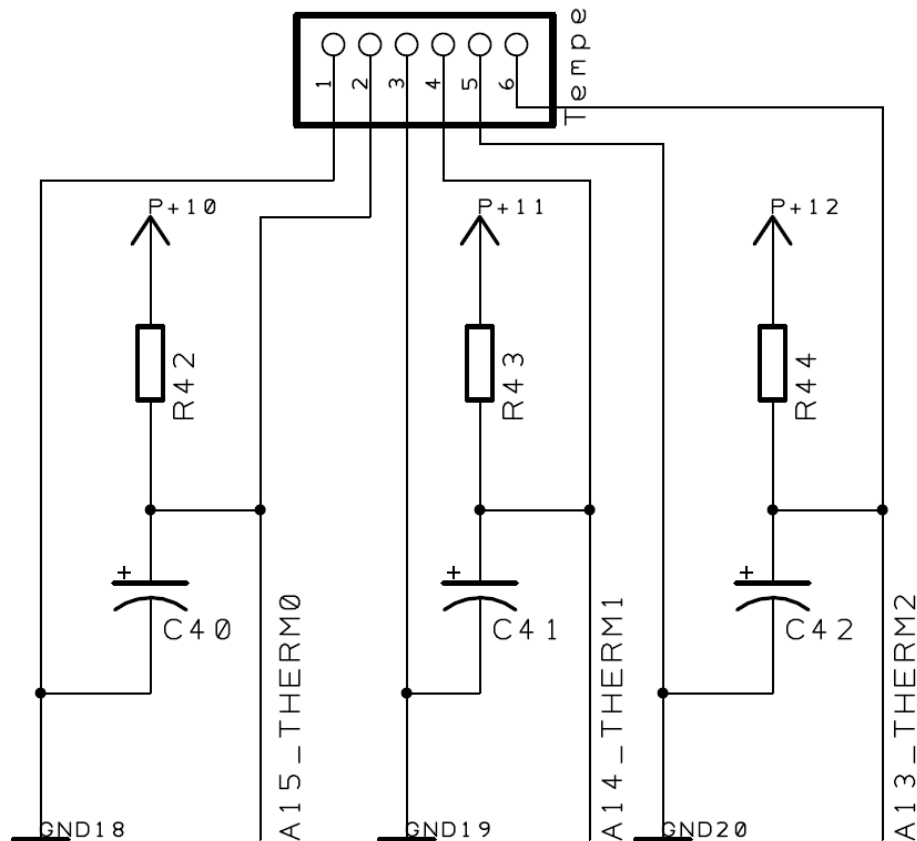 Tempe
1 2 3 4 5 6
P+10
P+11
P+12
R42
R43
R44
+
+
+
C40
C41
C42
A15_THERM0
A14_THERM1
A13_THERM2
GND18
GND19
GND20